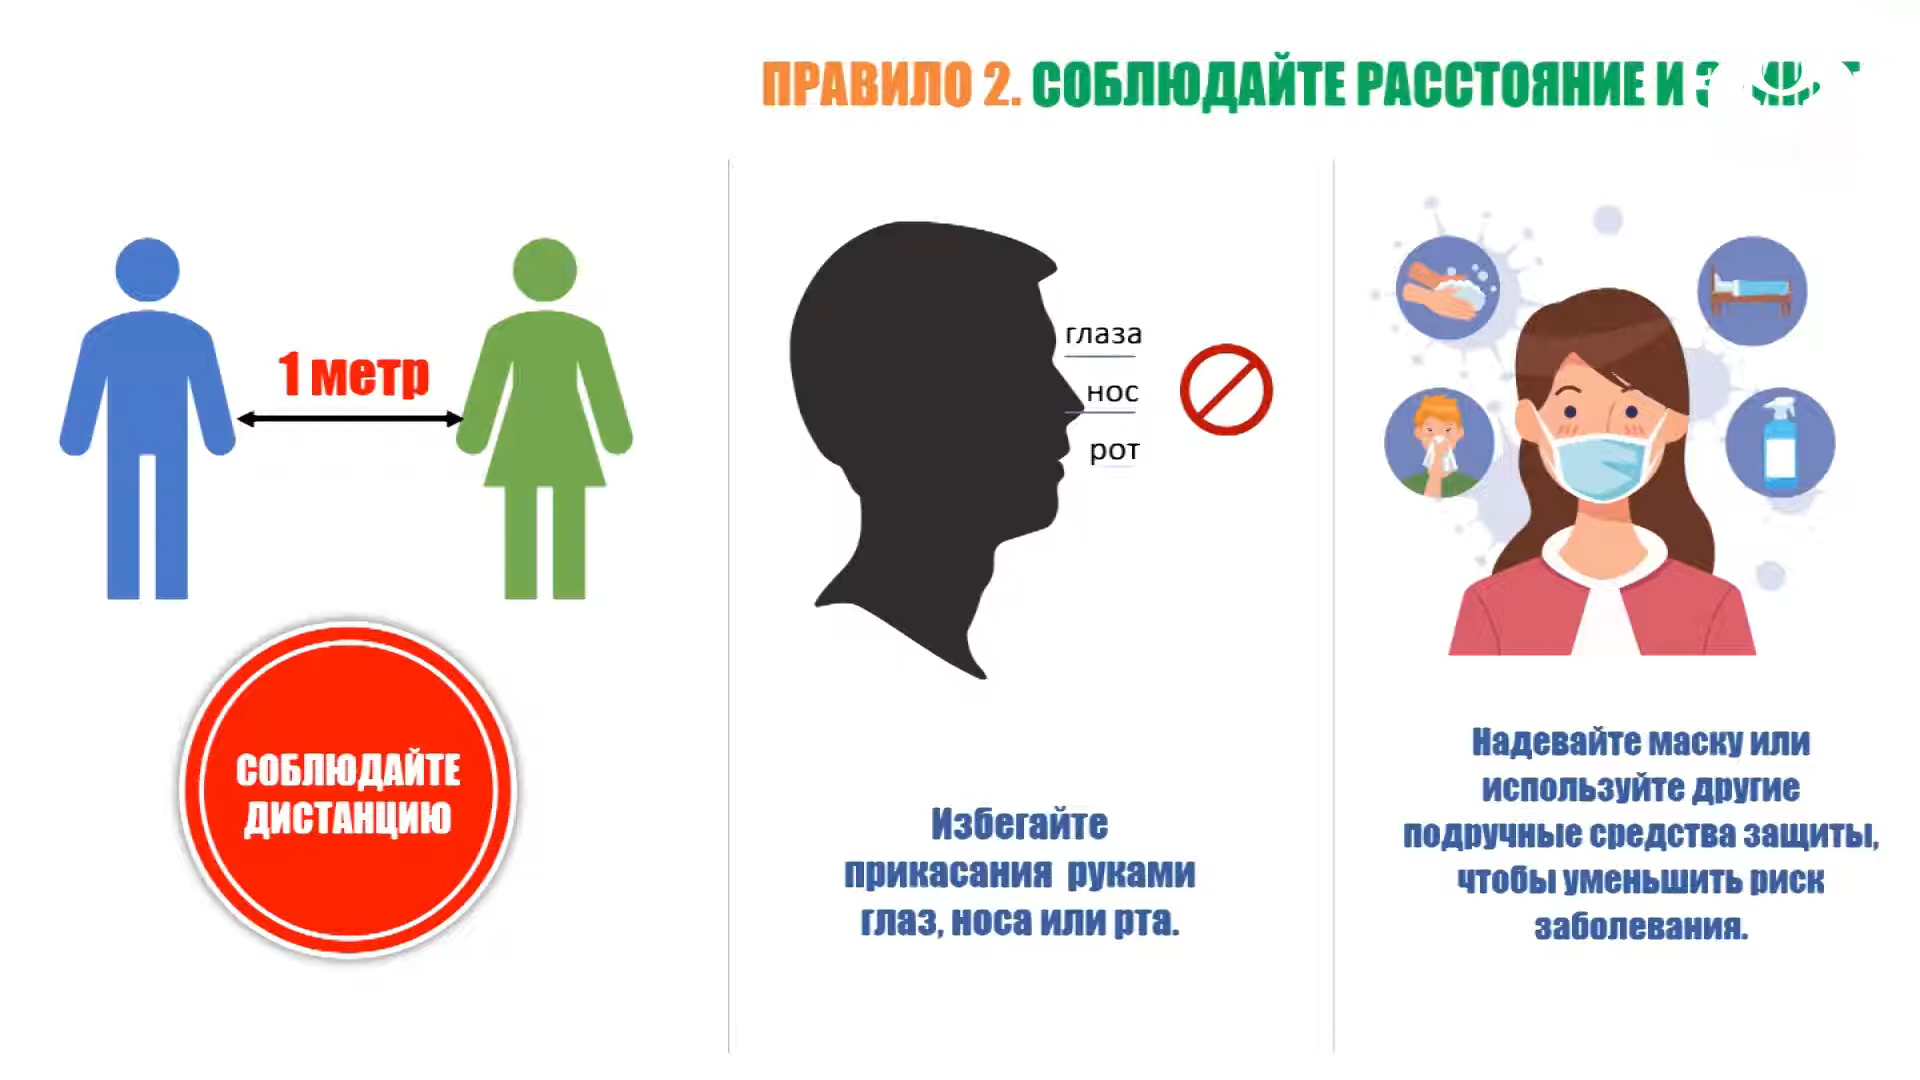 ПРАВИЛО 2. СОБЛЮДАЙТЕ РАССТОЯНИЕ И
1 метр
СОБЛЮДАЙТЕ
ДИСТАНЦИЮ
глаза
нос
рот
Избегайте
прикасания руками
глаз, носа или рта.
Надевайте маску или
используйте другие
подручные средства защиты,
чтобы уменьшить риск
заболевания.